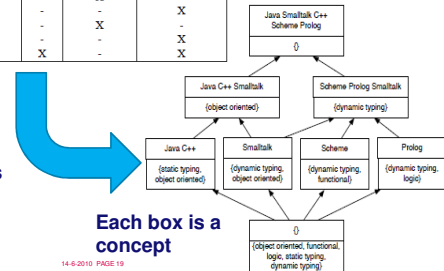 - - X
- X -
- - X
X - X
Java Smalltalk C++
Scheme Prolog
{}
Java C++ Smalltalk
{object oriented}
Scheme Prolog Smalltalk
{dynamic typing}
Java C++
{static typing,
object oriented}
Smalltalk
{dynamic typing,
object oriented}
Scheme
{dynamic typing,
functional}
Prolog
{dynamic typing,
logic}
s
Each box is a
concept
{}
{object oriented, functional,
logic, static typing,
dynamic typing}
14-6-2010 PAGE 19